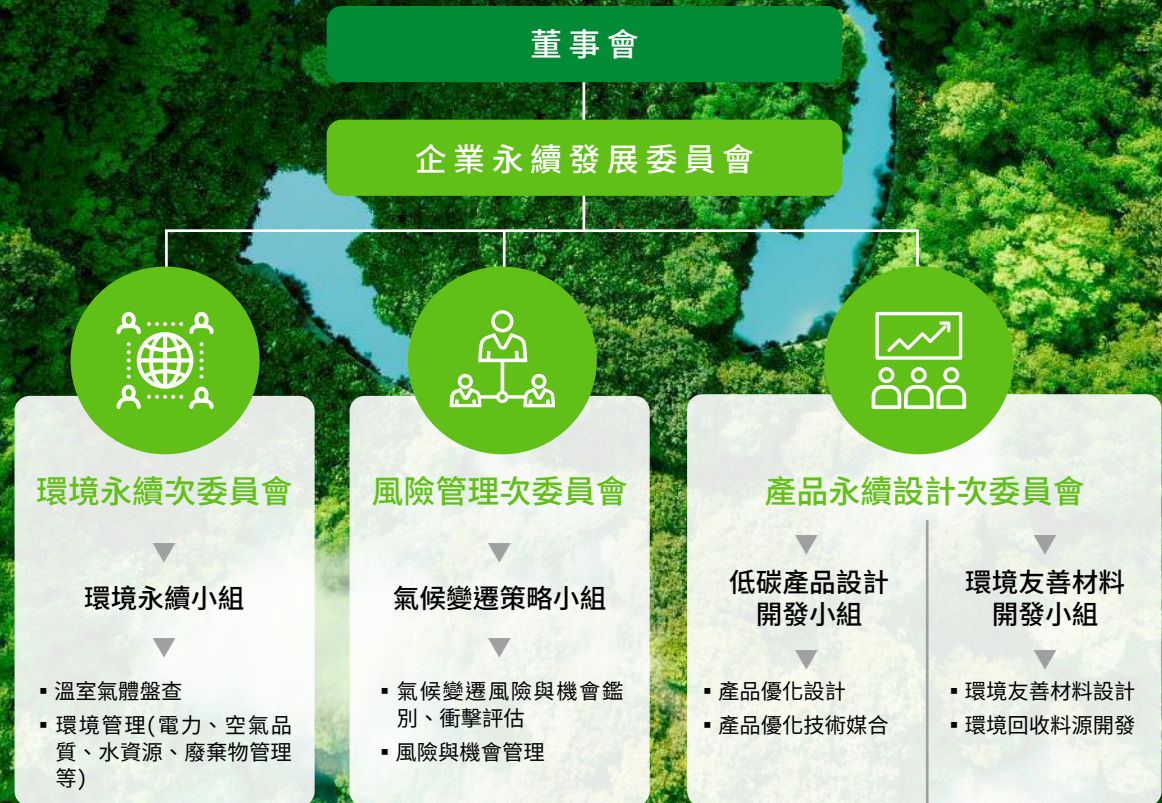 董事會
企業永續發展委員會
環境永續次委員會
環境永續小組
▪ 溫室氣體盤查
▪ 環境管理(電力、空氣品
質、水資源、廢棄物管理
等)
風險管理次委員會
氣候變遷策略小組
▪ 氣候變遷風險與機會鑑
別、衝擊評估
▪ 風險與機會管理
產品永續設計次委員會
低碳產品設計
開發小組
▪ 產品優化設計
▪ 產品優化技術媒合
環境友善材料
開發小組
▪ 環境友善材料設計
▪ 環境回收料源開發